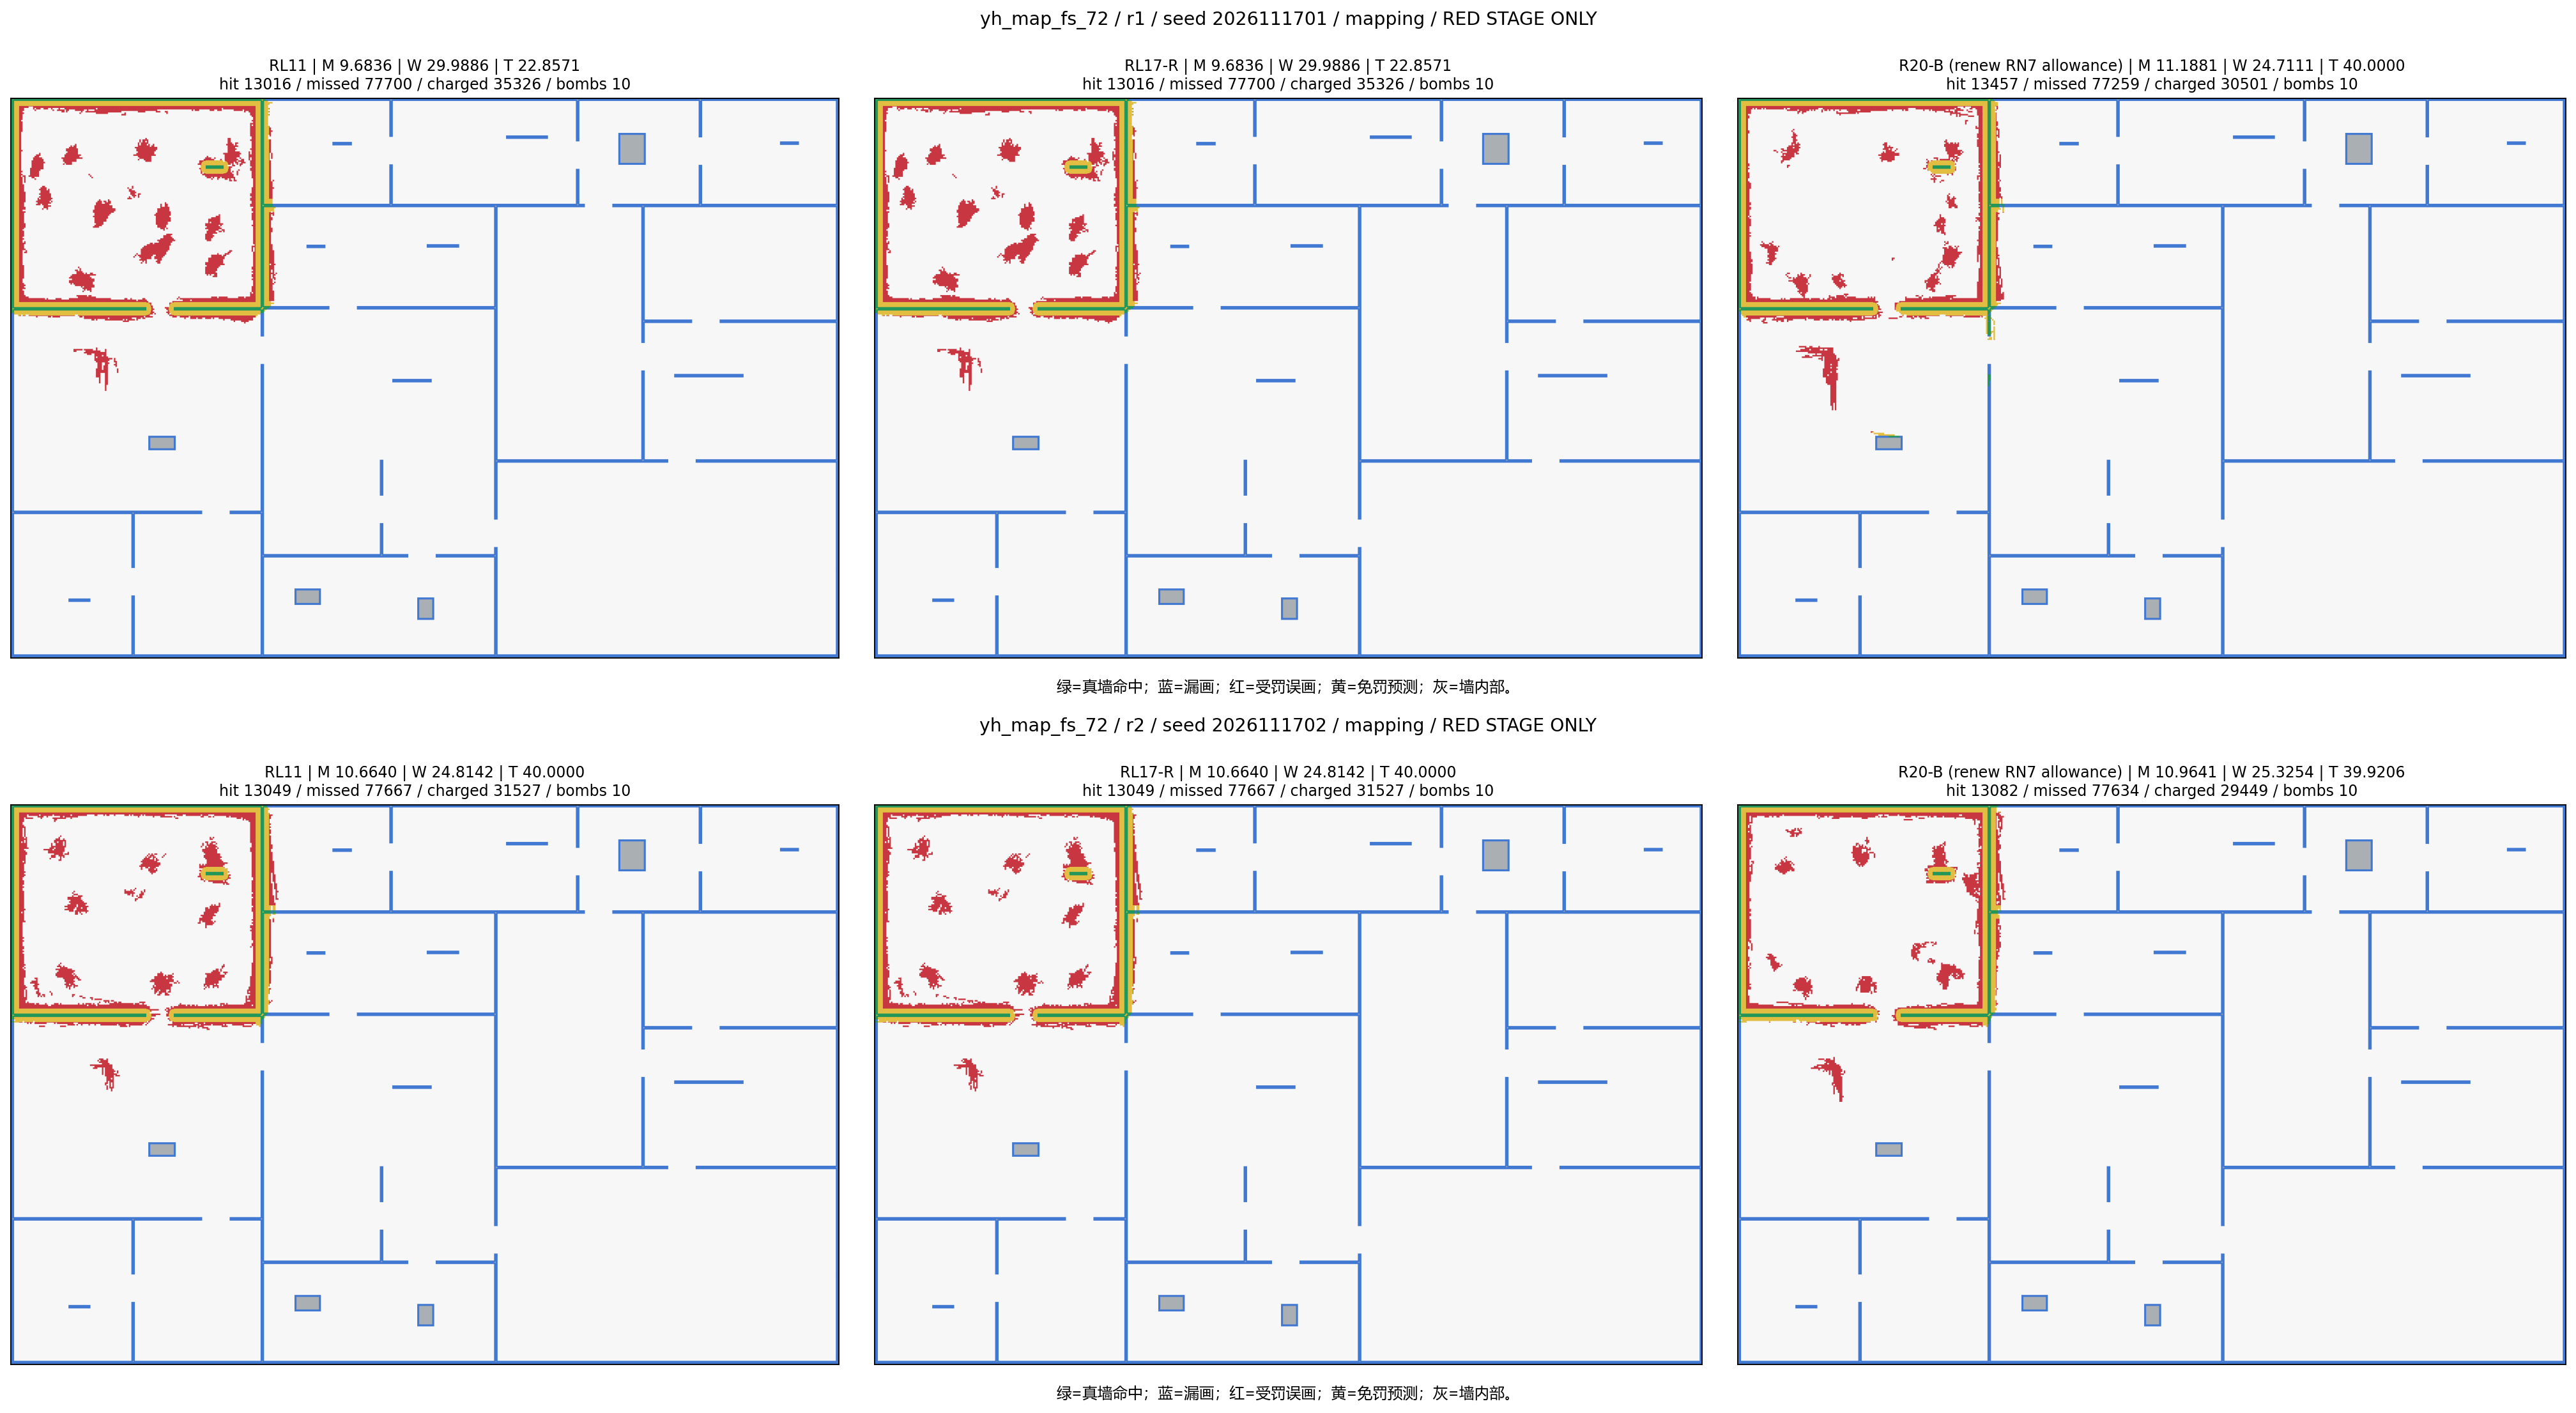 yh_map_fs_72 / r1 / seed 2026111701 / mapping / RED STAGE ONLY
RL11 | M 9.6836 | W 29.9886 | T 22.8571
hit 13016 / missed 77700 / charged 35326 / bombs 10
RL17-R | M 9.6836 | W 29.9886 | T 22.8571
hit 13016 / missed 77700 / charged 35326 / bombs 10
R20-B (renew RN7 allowance) | M 11.1881 | W 24.7111 | T 40.0000
hit 13457 / missed 77259 / charged 30501 / bombs 10
绿=真墙命中；蓝=漏画；红=受罚误画；黄=免罚预测；灰=墙内部。
yh_map_fs_72 / r2 / seed 2026111702 / mapping / RED STAGE ONLY
RL11 | M 10.6640 | W 24.8142 | T 40.0000
hit 13049 / missed 77667 / charged 31527 / bombs 10
RL17-R | M 10.6640 | W 24.8142 | T 40.0000
hit 13049 / missed 77667 / charged 31527 / bombs 10
R20-B (renew RN7 allowance) | M 10.9641 | W 25.3254 | T 39.9206
hit 13082 / missed 77634 / charged 29449 / bombs 10
绿=真墙命中；蓝=漏画；红=受罚误画；黄=免罚预测；灰=墙内部。